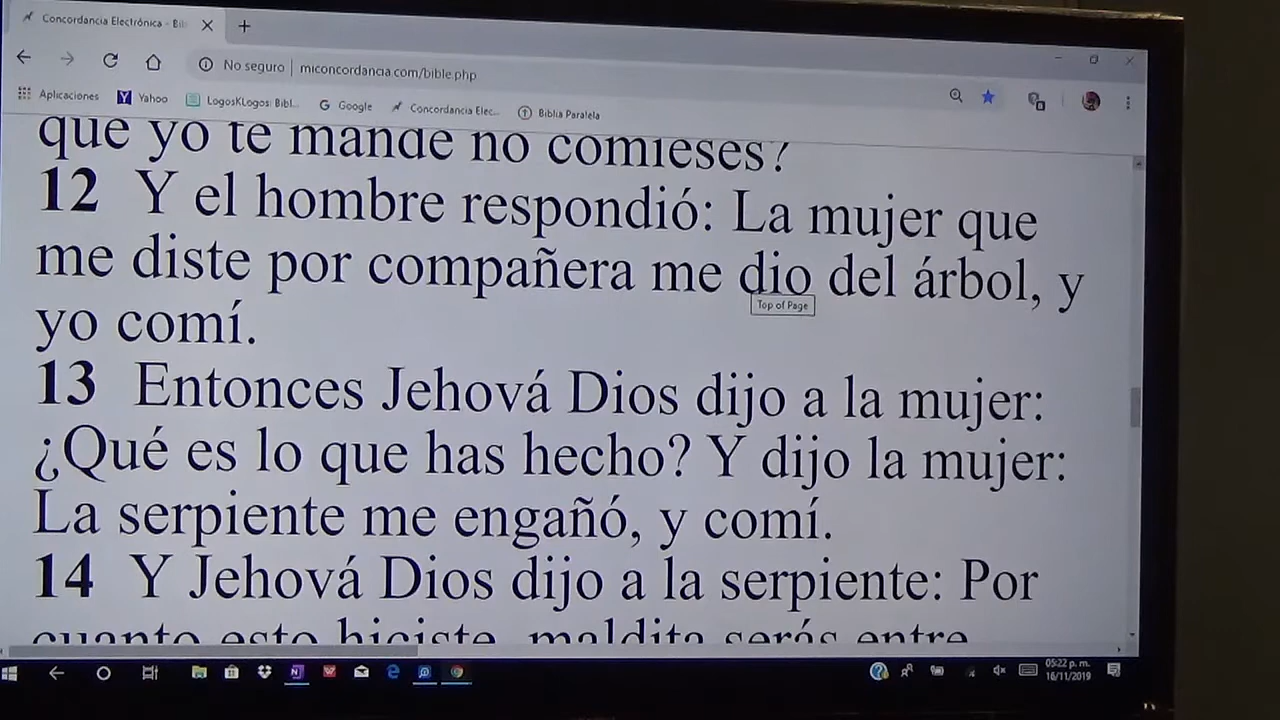 Concordancia Electrónica - Bib
No seguro | miconcordancia.com/bible.php
Aplicaciones Yahoo LogosKLogos: Bibl... Google Concordancia Elec... Biblia Paralela
que yo te mandé no comieses?
12 Y el hombre respondió: La mujer que
me diste por compañera me dio del árbol, y
Top of Page
yo comí.
13 Entonces Jehová Dios dijo a la mujer:
¿Qué es lo que has hecho? Y dijo la mujer:
La serpiente me engañó, y comí.
14 Y Jehová Dios dijo a la serpiente: Por
cuanto esto hiciste, maldita serás entre
05:22 p. m.
16/11/2019